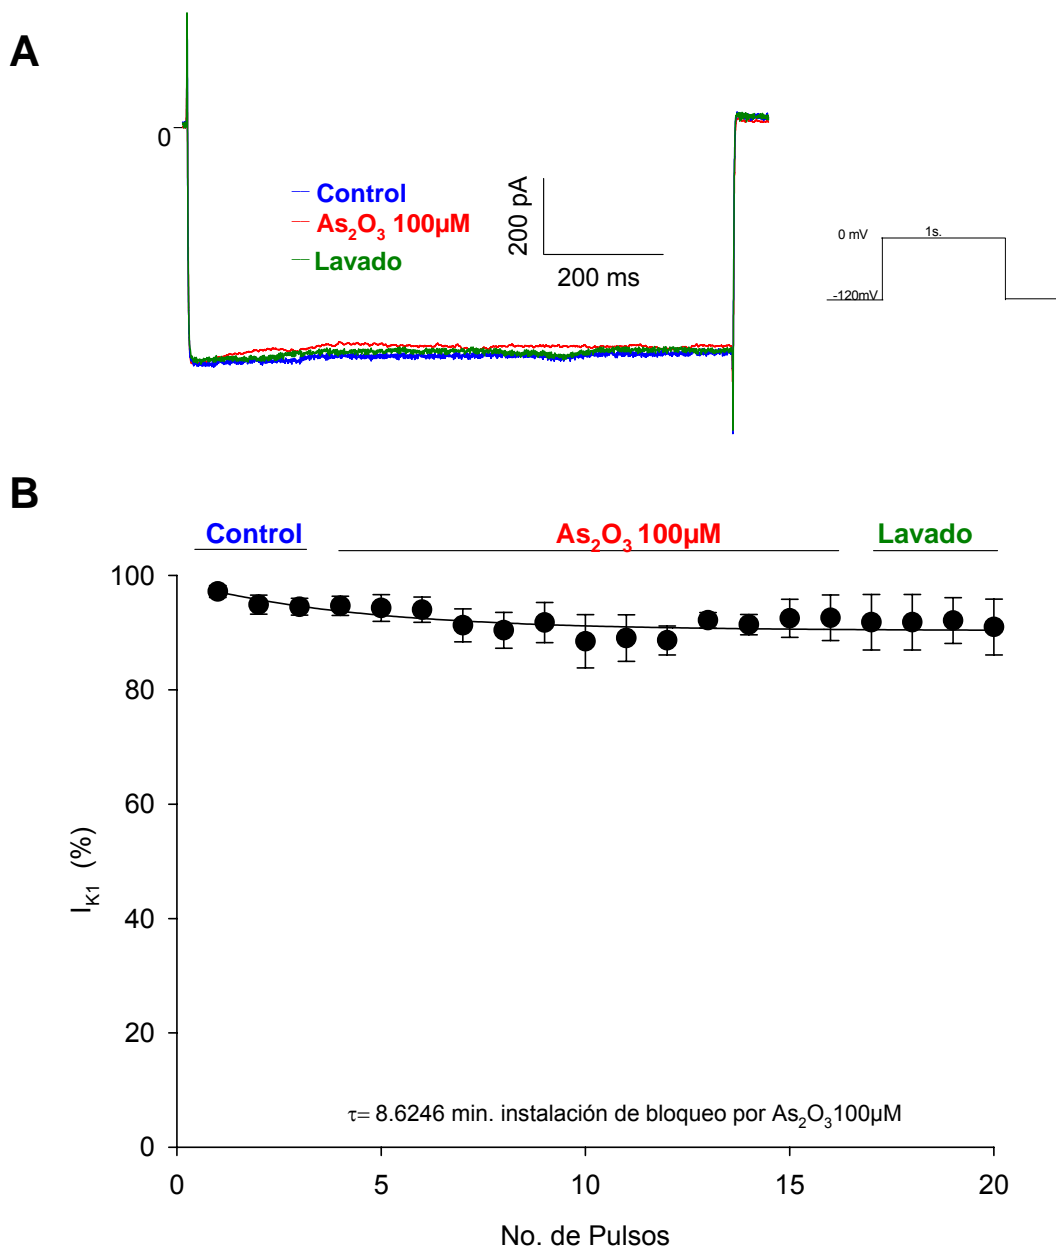 A
0
Control
As₂O₃ 100µM
Lavado
200 pA
200 ms
0 mV
1s.
-120mV
B
Control
As₂O₃ 100µM
Lavado
100
80
60
40
20
0
I_K1 (%)
τ= 8.6246 min. instalación de bloqueo por As₂O₃100µM
0 5 10 15 20
No. de Pulsos